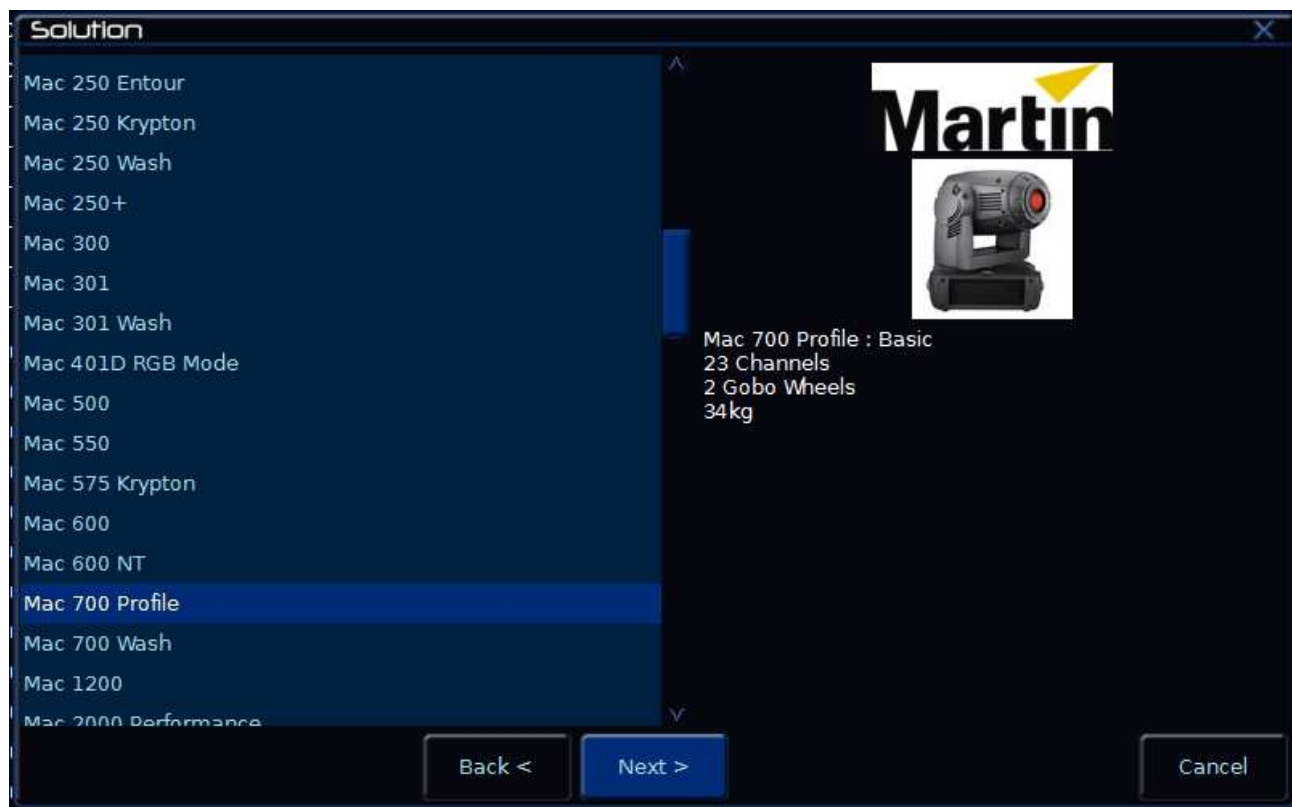 Solution
Mac 250 Entour
Mac 250 Krypton
Mac 250 Wash
Mac 250+
Mac 300
Mac 301
Mac 301 Wash
Mac 401D RGB Mode
Mac 500
Mac 550
Mac 575 Krypton
Mac 600
Mac 600 NT
Mac 700 Profile
Mac 700 Wash
Mac 1200
Mac 2000 Performance
Martin
Mac 700 Profile : Basic
23 Channels
2 Gobo Wheels
34kg
Back <
Next >
Cancel